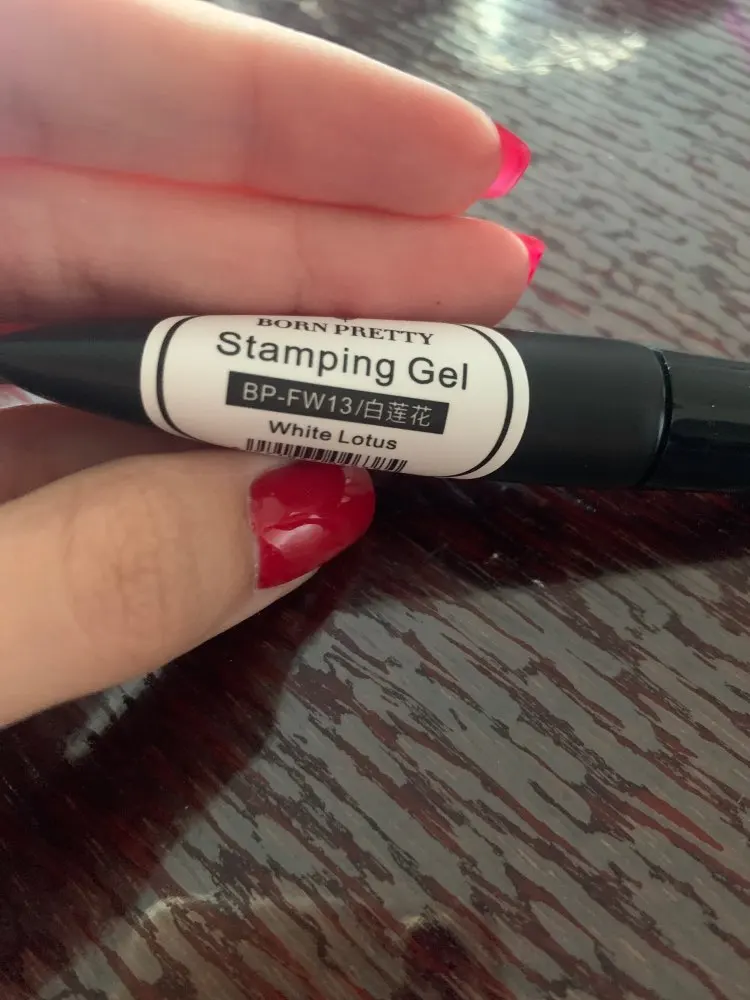 BORN PRETTY
Stamping Gel
BP-FW13/白莲花
White Lotus